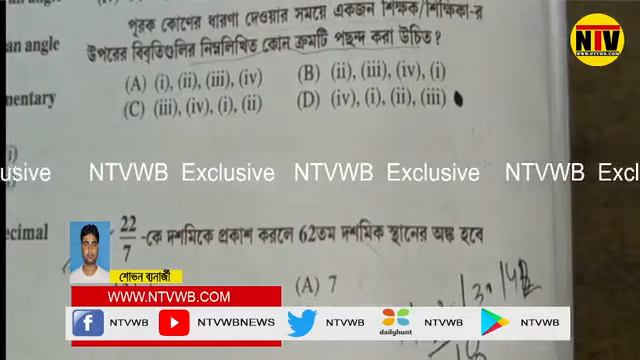 পূরক কোণের ধারণা দেওয়ার সময়ে একজন শিক্ষক/শিক্ষিকা-র
an angle
উপরের বিবৃতিগুলির নিম্নলিখিত কোন ক্রমটি পছন্দ করা উচিত ?
(A) (i), (ii), (iii), (iv)
(B) (ii), (iii), (iv), (i)
mentary
(C) (iii), (iv), (i), (ii)
(D) (iv), (i), (ii), (iii)
NTV
WWW.NTVWB.COM
usive NTVWB Exclusive NTVWB Exclusive NTVWB Excl
ecimal
22/7 -কে দশমিকে প্রকাশ করলে 62তম দশমিক স্থানের অঙ্ক হবে
(A) 7
শোভন ব্যনার্জী
WWW.NTVWB.COM
NTVWB
NTVWBNEWS
NTVWB
dailyhunt
NTVWB
NTVWB